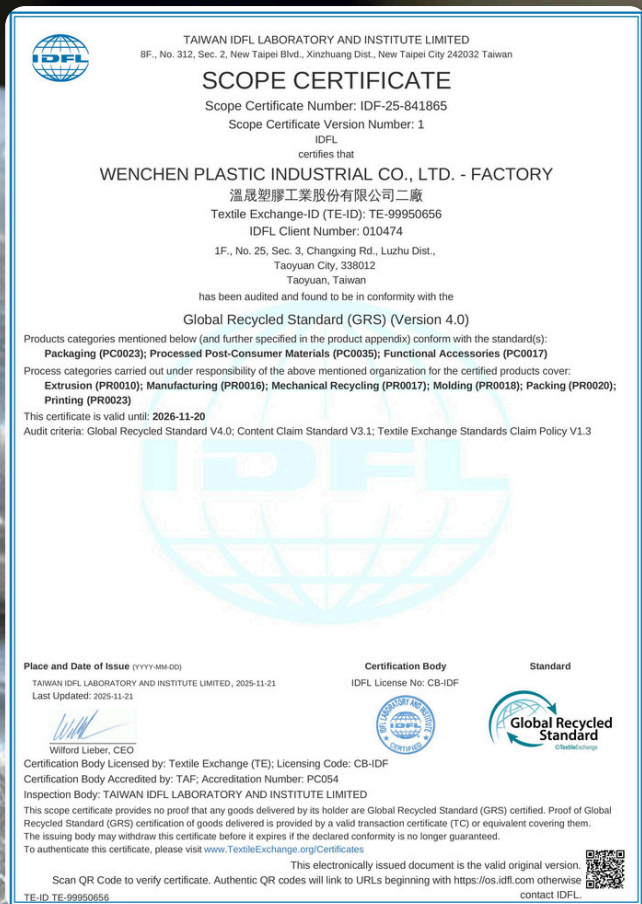 IDFL
TAIWAN IDFL LABORATORY AND INSTITUTE LIMITED
8F., No. 312, Sec. 2, New Taipei Blvd., Xinzhuang Dist., New Taipei City 242032 Taiwan
SCOPE CERTIFICATE
Scope Certificate Number: IDF-25-841865
Scope Certificate Version Number: 1
IDFL
certifies that
WENCHEN PLASTIC INDUSTRIAL CO., LTD. - FACTORY
溫晟塑膠工業股份有限公司二廠
Textile Exchange-ID (TE-ID): TE-99950656
IDFL Client Number: 010474
1F., No. 25, Sec. 3, Changxing Rd., Luzhu Dist.,
Taoyuan City, 338012
Taoyuan, Taiwan
has been audited and found to be in conformity with the
Global Recycled Standard (GRS) (Version 4.0)
Products categories mentioned below (and further specified in the product appendix) conform with the standard(s):
Packaging (PC0023); Processed Post-Consumer Materials (PC0035); Functional Accessories (PC0017)
Process categories carried out under responsibility of the above mentioned organization for the certified products cover:
Extrusion (PR0010); Manufacturing (PR0016); Mechanical Recycling (PR0017); Molding (PR0018); Packing (PR0020);
Printing (PR0023)
This certificate is valid until: 2026-11-20
Audit criteria: Global Recycled Standard V4.0; Content Claim Standard V3.1; Textile Exchange Standards Claim Policy V1.3
IDFL
Place and Date of Issue (YYYY-MM-DD)
TAIWAN IDFL LABORATORY AND INSTITUTE LIMITED, 2025-11-21
Last Updated: 2025-11-21
Wilford Lieber, CEO
Certification Body
IDFL License No: CB-IDF
IDFL LABORATORY AND INSTITUTE
IDFL
CERTIFIED
Standard
Global Recycled
Standard
©TextileExchange
Certification Body Licensed by: Textile Exchange (TE); Licensing Code: CB-IDF
Certification Body Accredited by: TAF; Accreditation Number: PC054
Inspection Body: TAIWAN IDFL LABORATORY AND INSTITUTE LIMITED
This scope certificate provides no proof that any goods delivered by its holder are Global Recycled Standard (GRS) certified. Proof of Global
Recycled Standard (GRS) certification of goods delivered is provided by a valid transaction certificate (TC) or equivalent covering them.
The issuing body may withdraw this certificate before it expires if the declared conformity is no longer guaranteed.
To authenticate this certificate, please visit www.TextileExchange.org/Certificates
This electronically issued document is the valid original version.
Scan QR Code to verify certificate. Authentic QR codes will link to URLs beginning with https://os.idfl.com otherwise
contact IDFL.
TE-ID TE-99950656